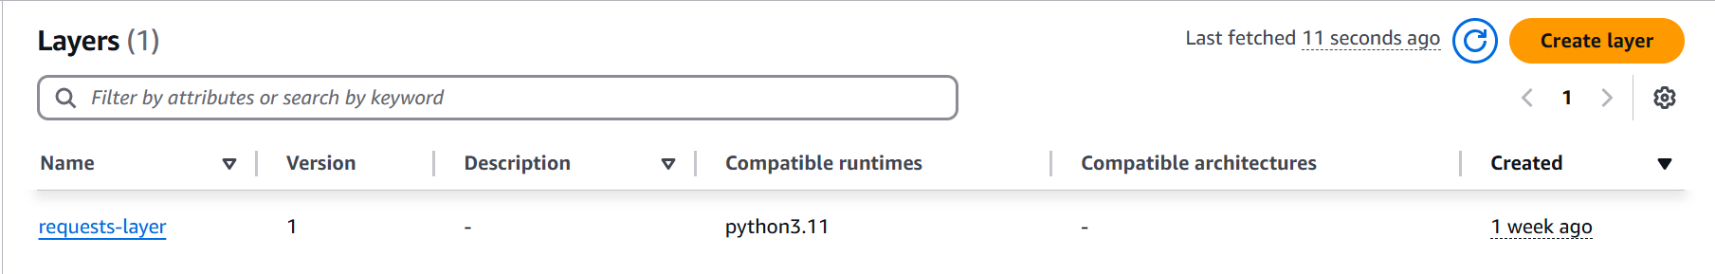 Layers (1)
Last fetched 11 seconds ago
Create layer
Filter by attributes or search by keyword
1
Name Version Description Compatible runtimes Compatible architectures Created
requests-layer 1 - python3.11 - 1 week ago